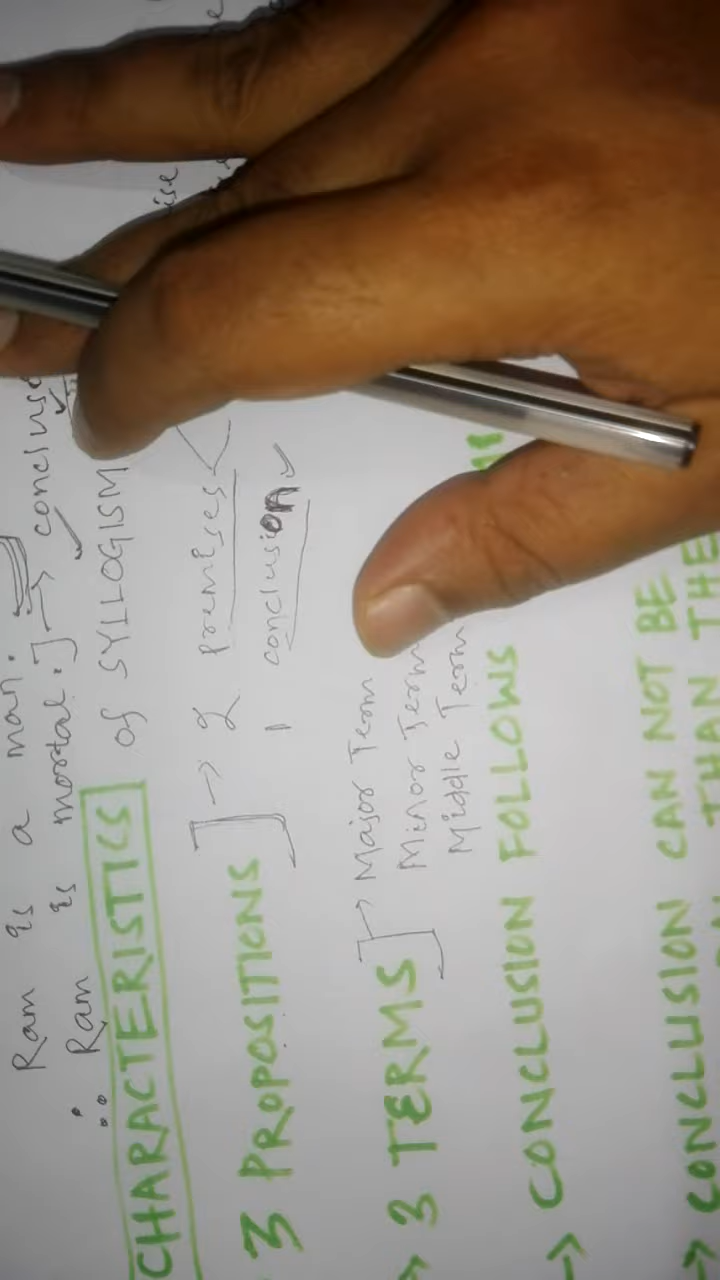 Ram is a man.
∴ Ram is mortal.] → conclus
CHARACTERISTICS of SYLLOGISM
3 PROPOSITIONS] → 2 premises <
1 conclusion ✓
→ 3 TERMS] → Major Term
Minor Term
Middle Term
→ CONCLUSION FOLLOWS
→ CONCLUSION CAN NOT BE
THAN THE